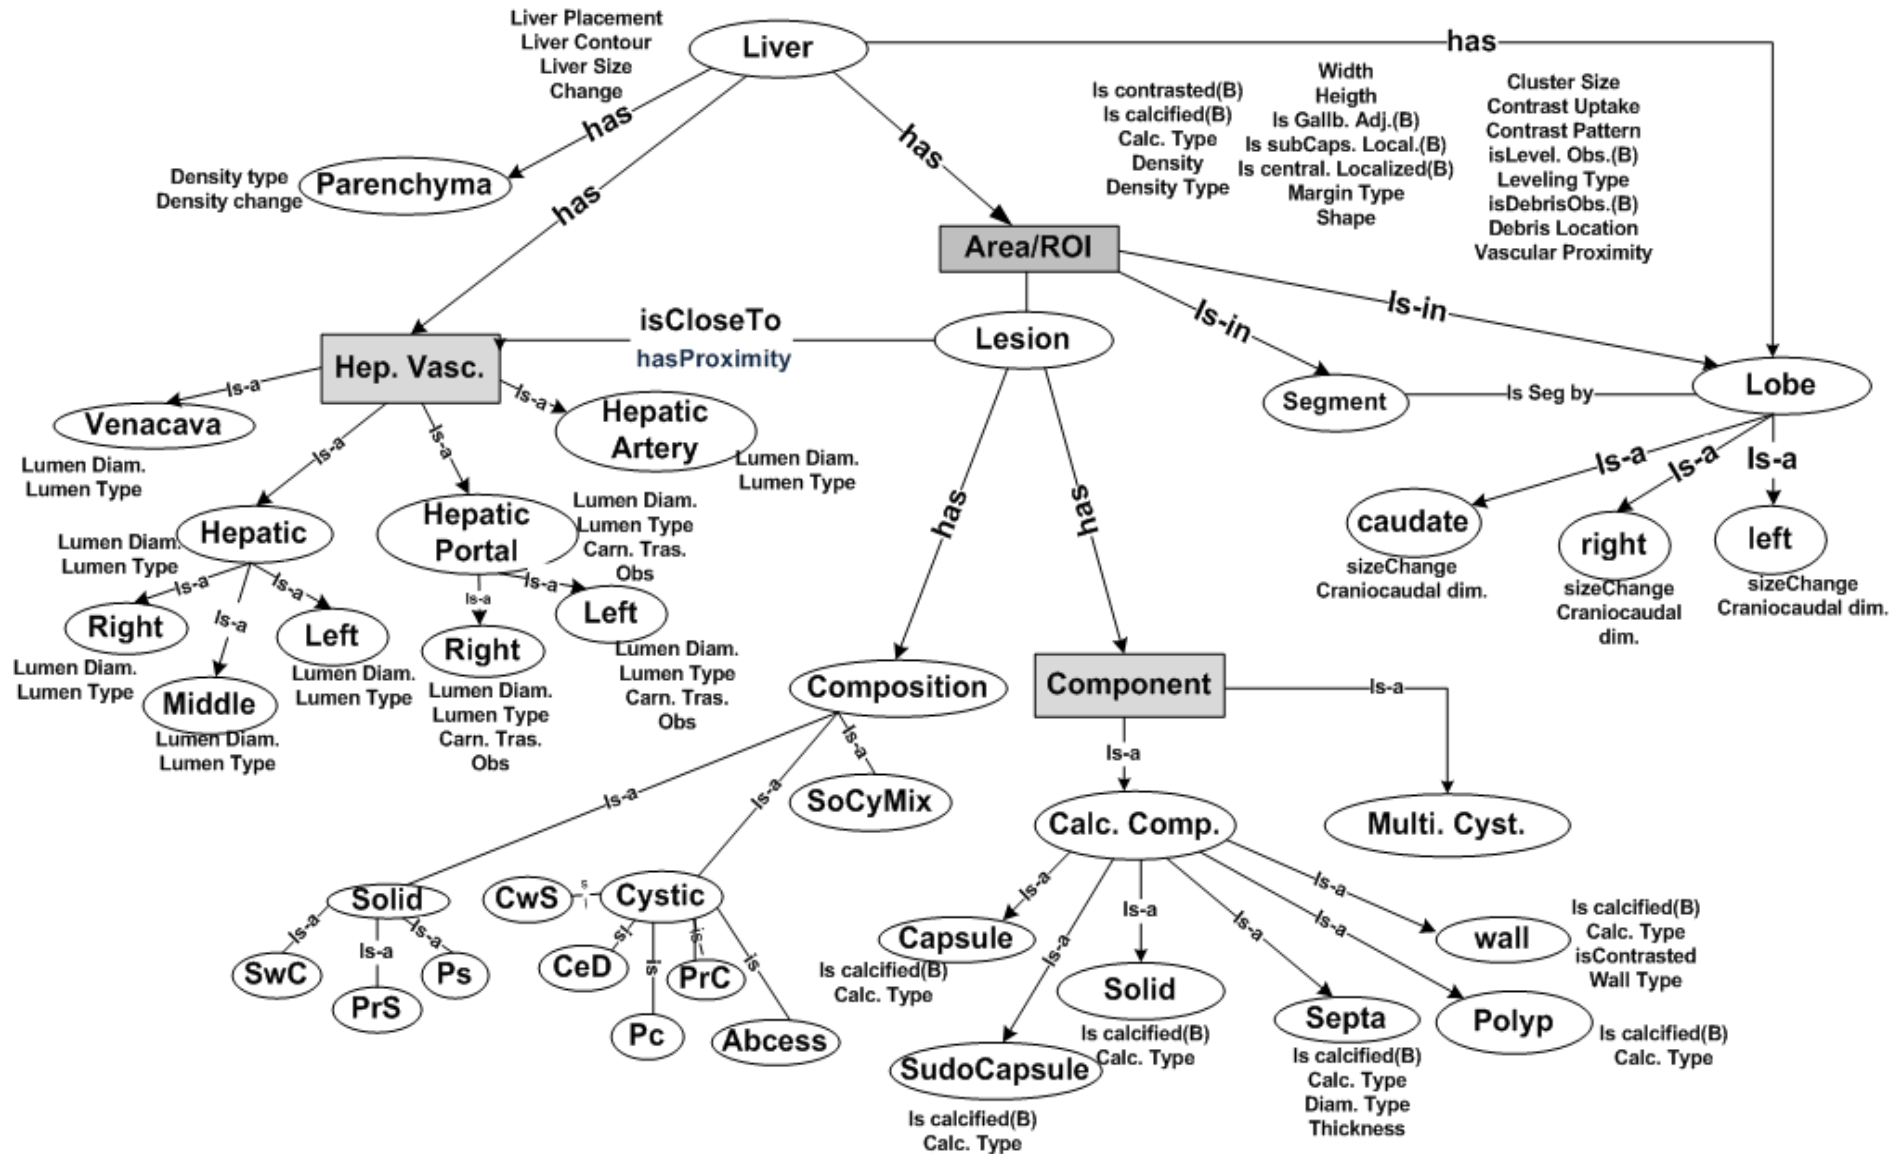 Liver Placement
Liver Contour
Liver Size
Change
Liver
has
has
has
has
Is contrasted(B)
Is calcified(B)
Calc. Type
Density
Density Type
Width
Heigth
Is Gallb. Adj.(B)
Is subCaps. Local.(B)
Is central. Localized(B)
Margin Type
Shape
Cluster Size
Contrast Uptake
Contrast Pattern
isLevel. Obs.(B)
Leveling Type
isDebrisObs.(B)
Debris Location
Vascular Proximity
Density type
Density change
Parenchyma
Area/ROI
Is-in
Is-in
isCloseTo
hasProximity
Lesion
Hep. Vasc.
Is-a
Is-a
Is-a
Is-a
Venacava
Lumen Diam.
Lumen Type
Hepatic
Artery
Lumen Diam.
Lumen Type
Segment
Is Seg by
Lobe
Is-a
Is-a
Is-a
caudate
sizeChange
Craniocaudal dim.
right
sizeChange
Craniocaudal
dim.
left
sizeChange
Craniocaudal dim.
Hepatic
Lumen Diam.
Lumen Type
Is-a
Is-a
Is-a
Right
Lumen Diam.
Lumen Type
Middle
Lumen Diam.
Lumen Type
Left
Lumen Diam.
Lumen Type
Hepatic
Portal
Lumen Diam.
Lumen Type
Carn. Tras.
Obs
Is-a
Is-a
Right
Lumen Diam.
Lumen Type
Carn. Tras.
Obs
Left
Lumen Diam.
Lumen Type
Carn. Tras.
Obs
has
has
Composition
Component
Is-a
Is-a
Is-a
Is-a
Is-a
SoCyMix
Calc. Comp.
Multi. Cyst.
Solid
Is-a
Is-a
Is-a
SwC
PrS
Ps
CwS
Cystic
is
is
is
is
CeD
Pc
PrC
Abcess
Is-a
Is-a
Is-a
Is-a
Is-a
Is-a
Capsule
Is calcified(B)
Calc. Type
SudoCapsule
Is calcified(B)
Calc. Type
Solid
Is calcified(B)
Calc. Type
Septa
Is calcified(B)
Calc. Type
Diam. Type
Thickness
Polyp
Is calcified(B)
Calc. Type
wall
Is calcified(B)
Calc. Type
isContrasted
Wall Type